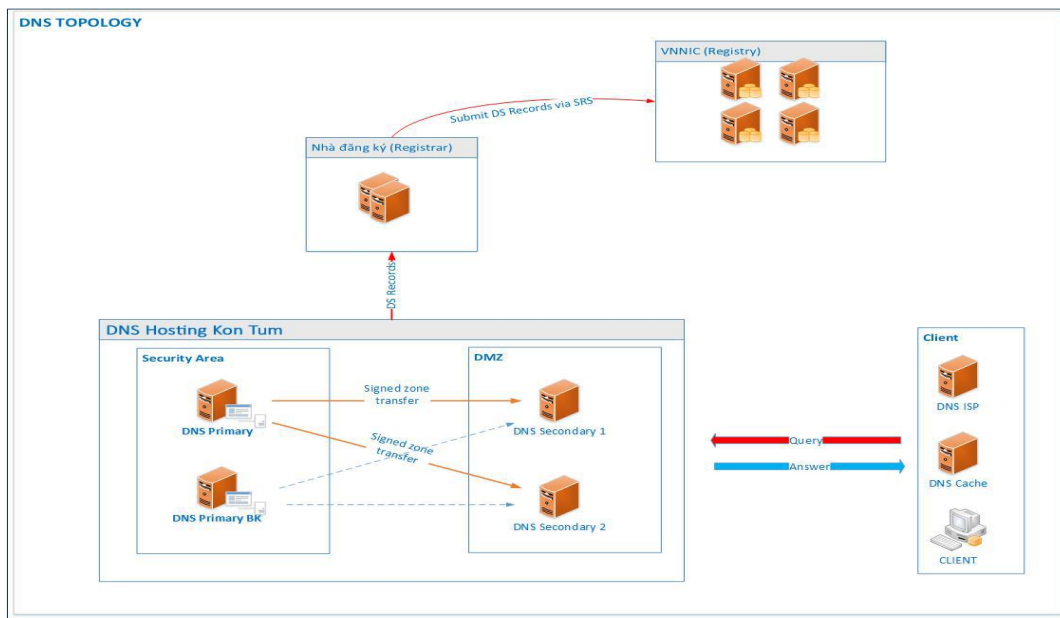 DNS TOPOLOGY
VNNIC (Registry)
Submit DS Records via SRS
Nhà đăng ký (Registrar)
DS Records
DNS Hosting Kon Tum
Security Area
DMZ
Client
DNS Primary
Signed zone
transfer
DNS Secondary 1
DNS ISP
Signed zone
transfer
Query
Answer
DNS Cache
DNS Primary BK
DNS Secondary 2
CLIENT